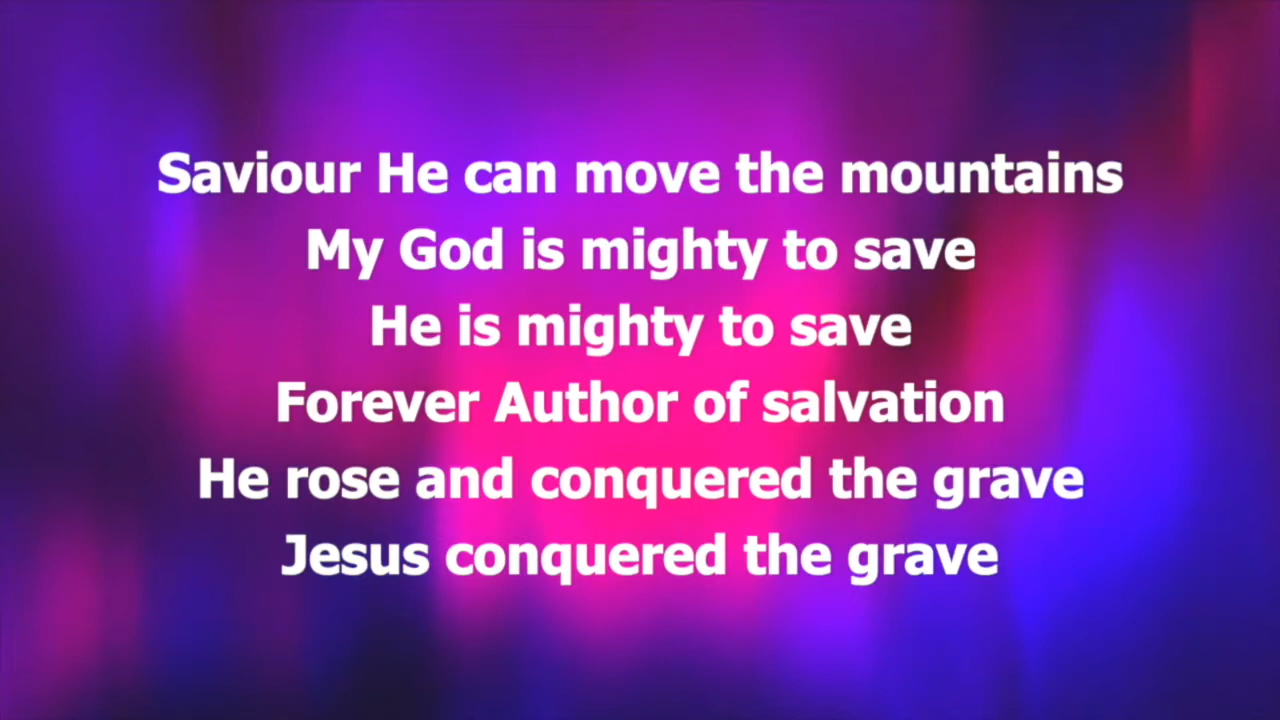 Saviour He can move the mountains
My God is mighty to save
He is mighty to save
Forever Author of salvation
He rose and conquered the grave
Jesus conquered the grave